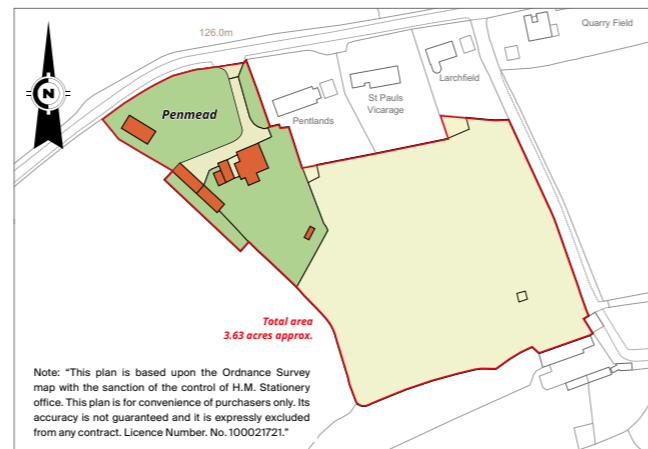 126.0m
Quarry Field
N
Penmead
Larchfield
St Pauls
Vicarage
Pentlands
Total area
3.63 acres approx.
Note: “This plan is based upon the Ordnance Survey
map with the sanction of the control of H.M. Stationery
office. This plan is for convenience of purchasers only. Its
accuracy is not guaranteed and it is expressly excluded
from any contract. Licence Number. No. 100021721.”